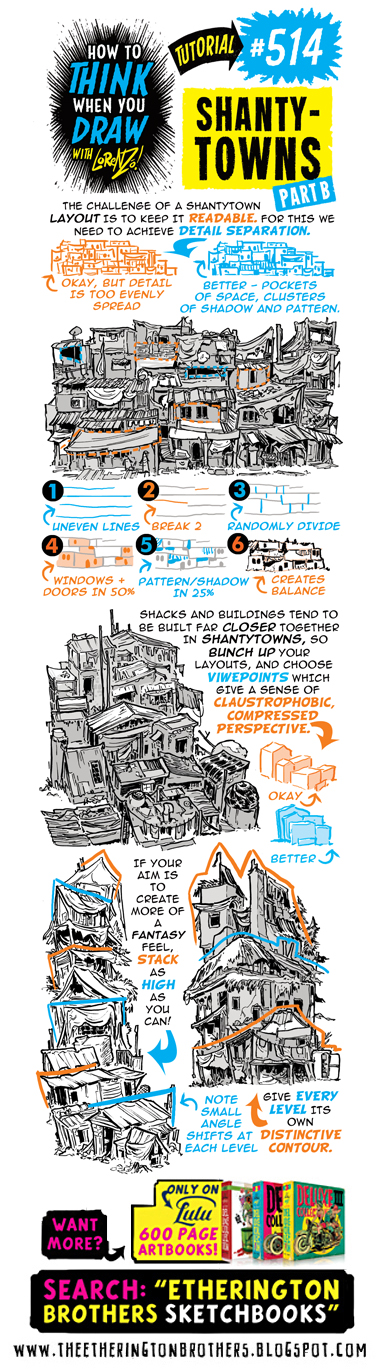 HOW TO
THINK
WHEN YOU
DRAW
WITH LORENZO!
TUTORIAL
#514
SHANTY-
TOWNS
PART B
THE CHALLENGE OF A SHANTYTOWN
LAYOUT IS TO KEEP IT READABLE. FOR THIS WE
NEED TO ACHIEVE DETAIL SEPARATION.
OKAY, BUT DETAIL
IS TOO EVENLY
SPREAD
BETTER - POCKETS
OF SPACE, CLUSTERS
OF SHADOW AND PATTERN.
1
UNEVEN LINES
2
BREAK 2
3
RANDOMLY DIVIDE
4
WINDOWS +
DOORS IN 50%
5
PATTERN/SHADOW
IN 25%
6
CREATES
BALANCE
SHACKS AND BUILDINGS TEND TO
BE BUILT FAR CLOSER TOGETHER
IN SHANTYTOWNS, SO
BUNCH UP YOUR
LAYOUTS, AND CHOOSE
VIWEPOINTS WHICH
GIVE A SENSE OF
CLAUSTROPHOBIC,
COMPRESSED
PERSPECTIVE.
OKAY
BETTER
IF YOUR
AIM IS
TO
CREATE
MORE OF
A
FANTASY
FEEL,
STACK
AS
HIGH
AS
YOU
CAN!
NOTE
SMALL
ANGLE
SHIFTS AT
EACH LEVEL
GIVE EVERY
LEVEL ITS
OWN
DISTINCTIVE
CONTOUR.
WANT
MORE?
ONLY ON
Lulu
600 PAGE
ARTBOOKS!
SEARCH: "ETHERINGTON
BROTHERS SKETCHBOOKS"
WWW.THEETHERINGTONBROTHERS.BLOGSPOT.COM